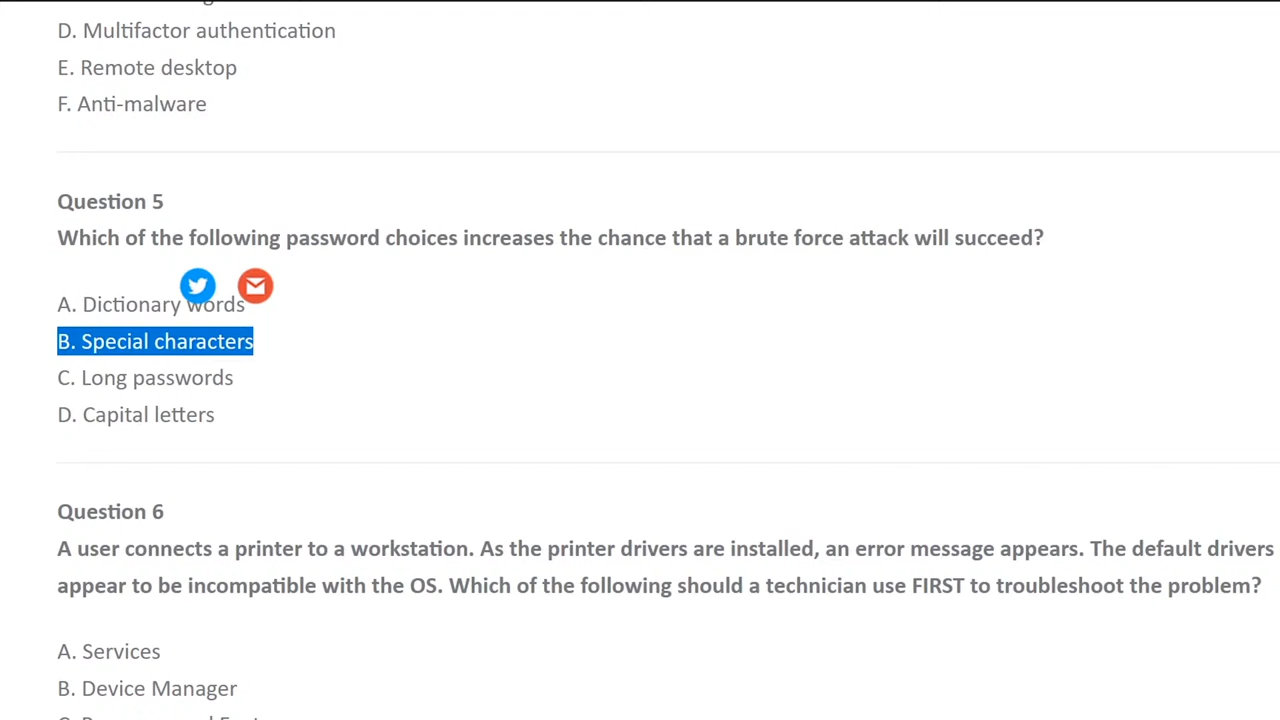 D. Multifactor authentication
E. Remote desktop
F. Anti-malware
Question 5
Which of the following password choices increases the chance that a brute force attack will succeed?
A. Dictionary words
B. Special characters
C. Long passwords
D. Capital letters
Question 6
A user connects a printer to a workstation. As the printer drivers are installed, an error message appears. The default drivers
appear to be incompatible with the OS. Which of the following should a technician use FIRST to troubleshoot the problem?
A. Services
B. Device Manager